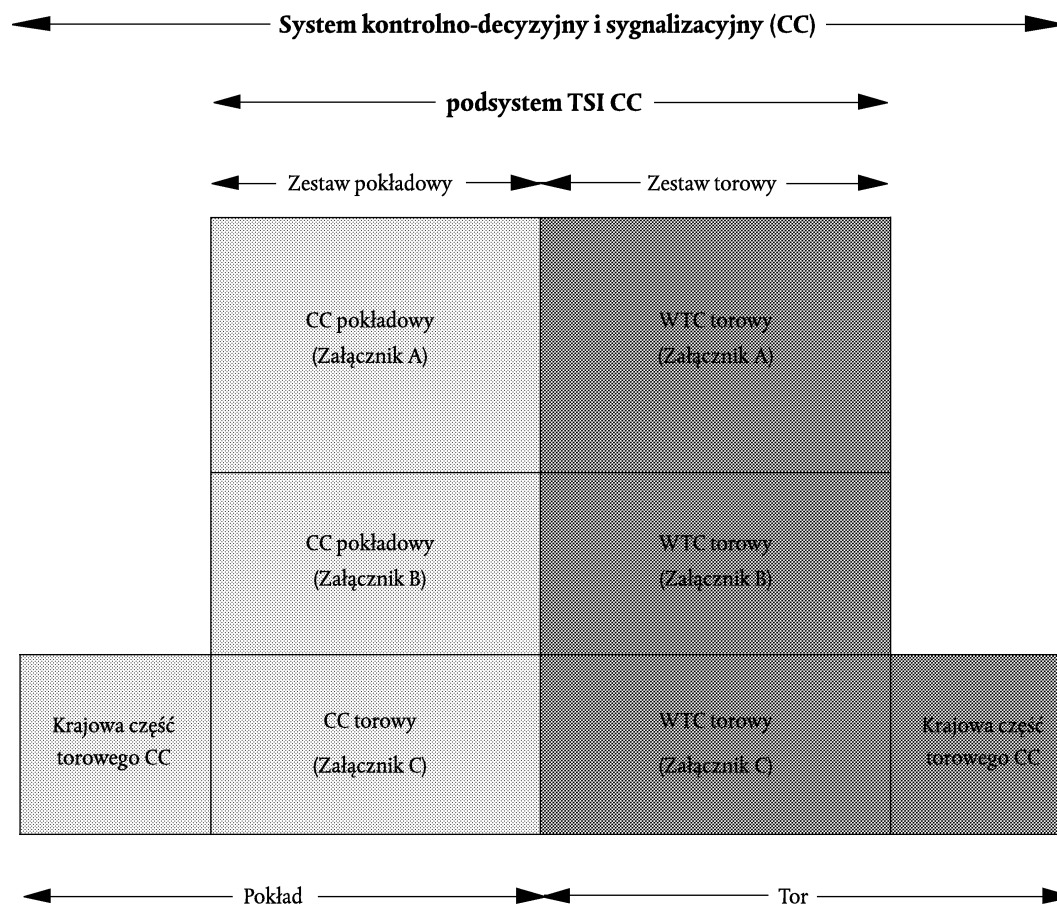 System kontrolno-decyzyjny i sygnalizacyjny (CC)
podsystem TSI CC
Zestaw pokładowy
Zestaw torowy
CC pokładowy
(Załącznik A)
WTC torowy
(Załącznik A)
CC pokładowy
(Załącznik B)
WTC torowy
(Załącznik B)
Krajowa część
torowego CC
CC torowy
(Załącznik C)
WTC torowy
(Załącznik C)
Krajowa część
torowego CC
Pokład
Tor